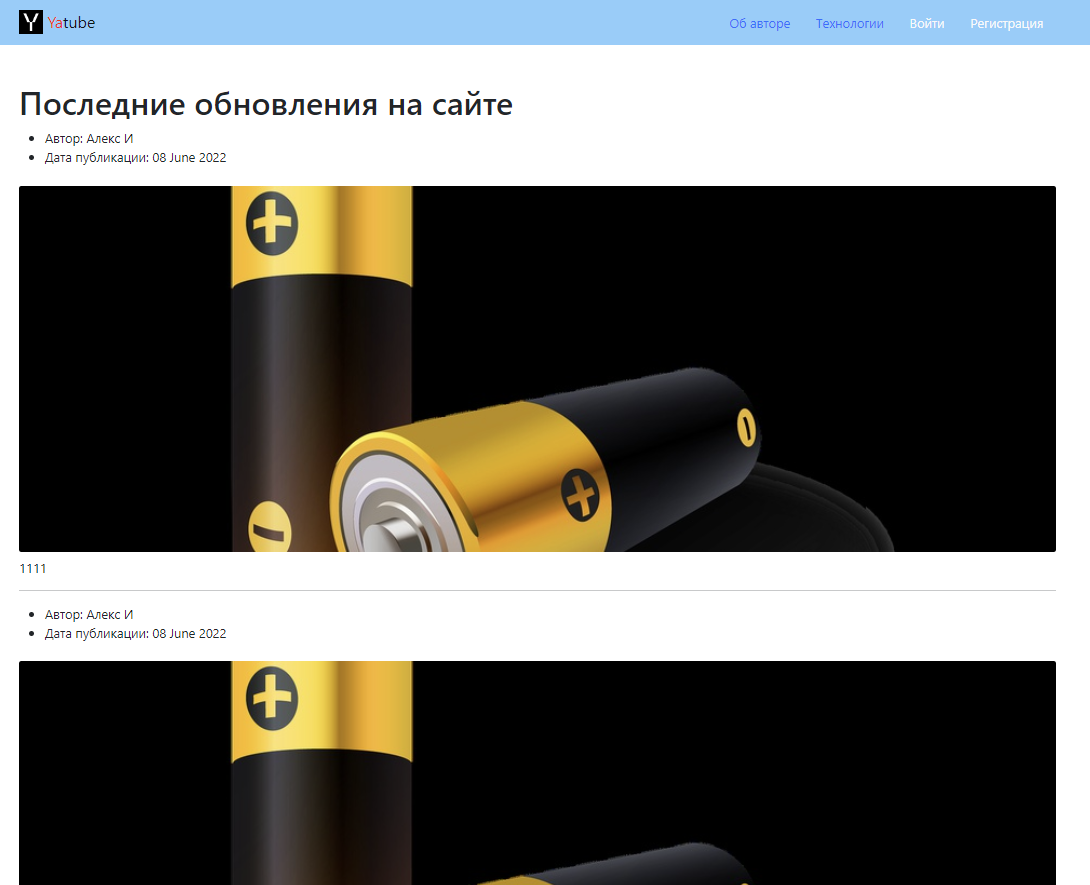 Y Yatube
Об авторе Технологии Войти Регистрация
Последние обновления на сайте
Автор: Алекс И
Дата публикации: 08 June 2022
1111
Автор: Алекс И
Дата публикации: 08 June 2022